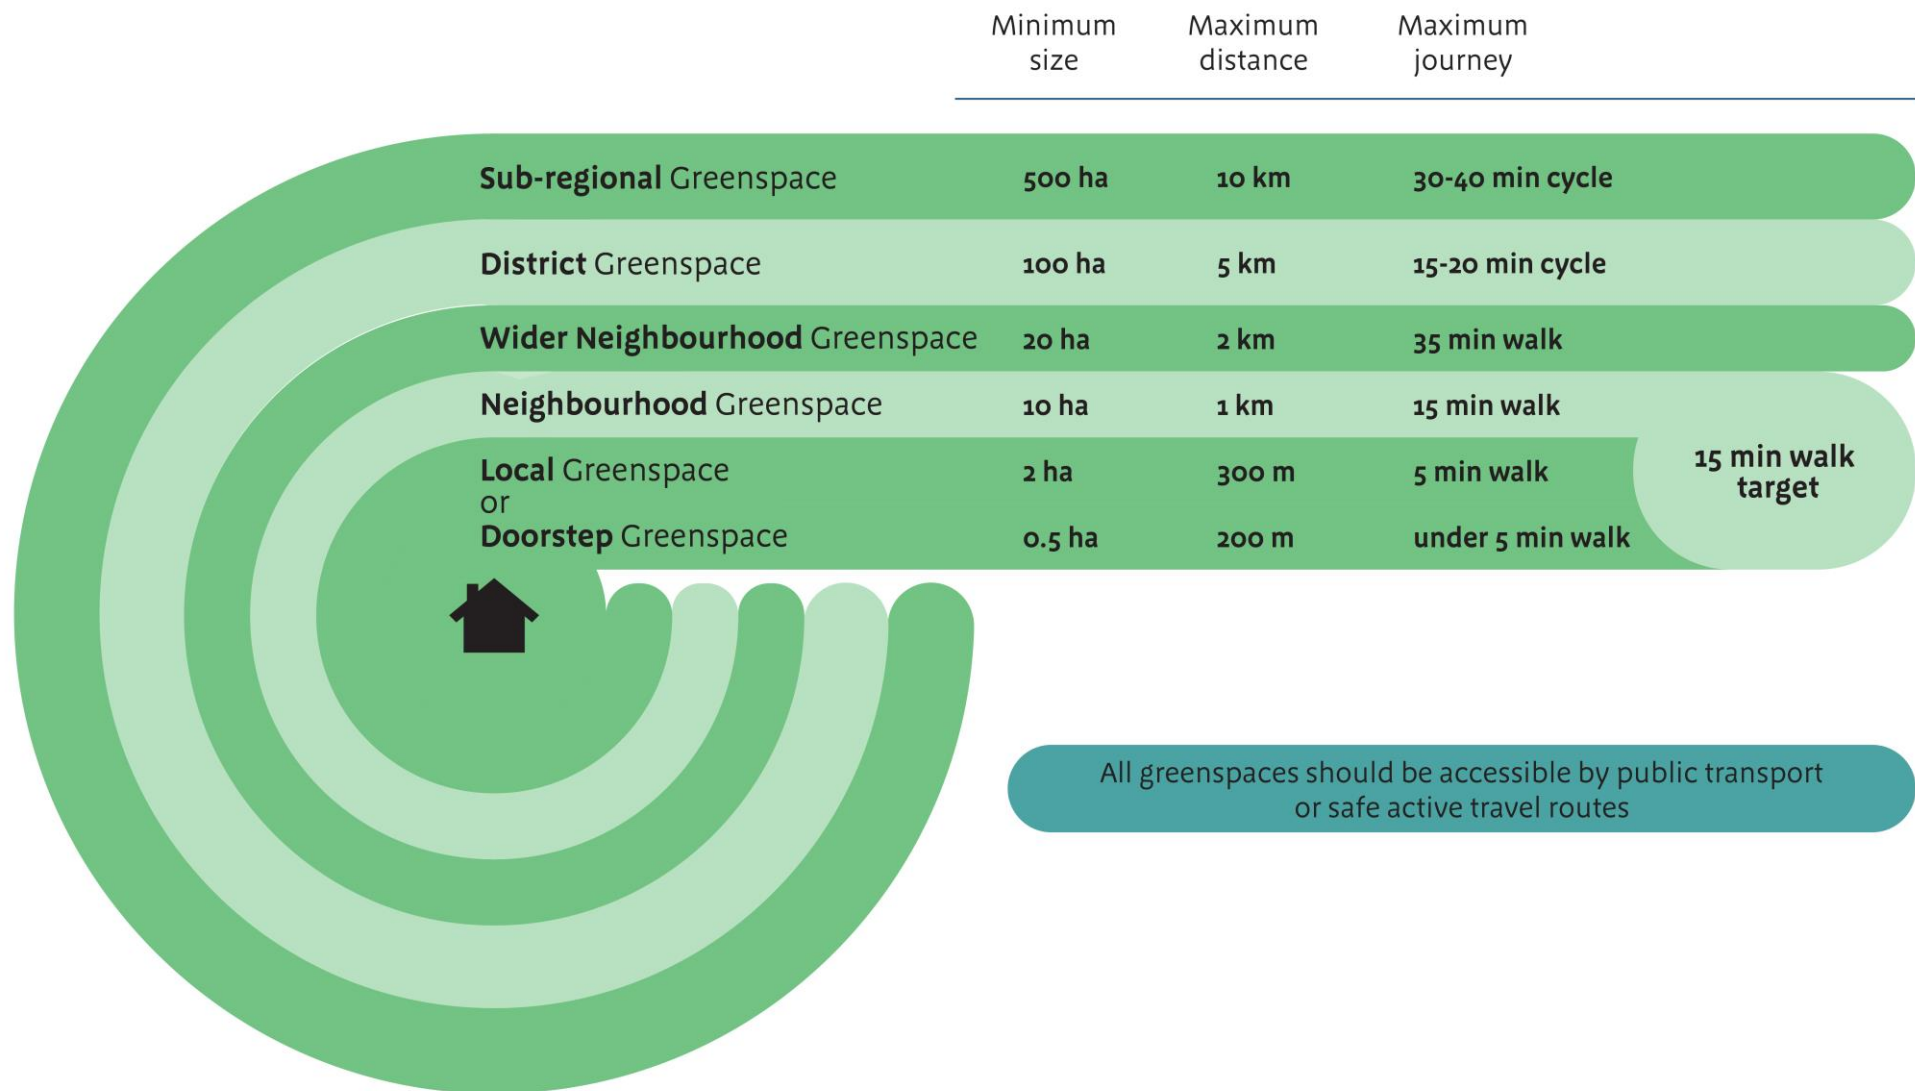 Minimum size
Maximum distance
Maximum journey
Sub-regional Greenspace 500 ha 10 km 30-40 min cycle
District Greenspace 100 ha 5 km 15-20 min cycle
Wider Neighbourhood Greenspace 20 ha 2 km 35 min walk
Neighbourhood Greenspace 10 ha 1 km 15 min walk
Local Greenspace 2 ha 300 m 5 min walk
or
Doorstep Greenspace 0.5 ha 200 m under 5 min walk
15 min walk
target
All greenspaces should be accessible by public transport
or safe active travel routes